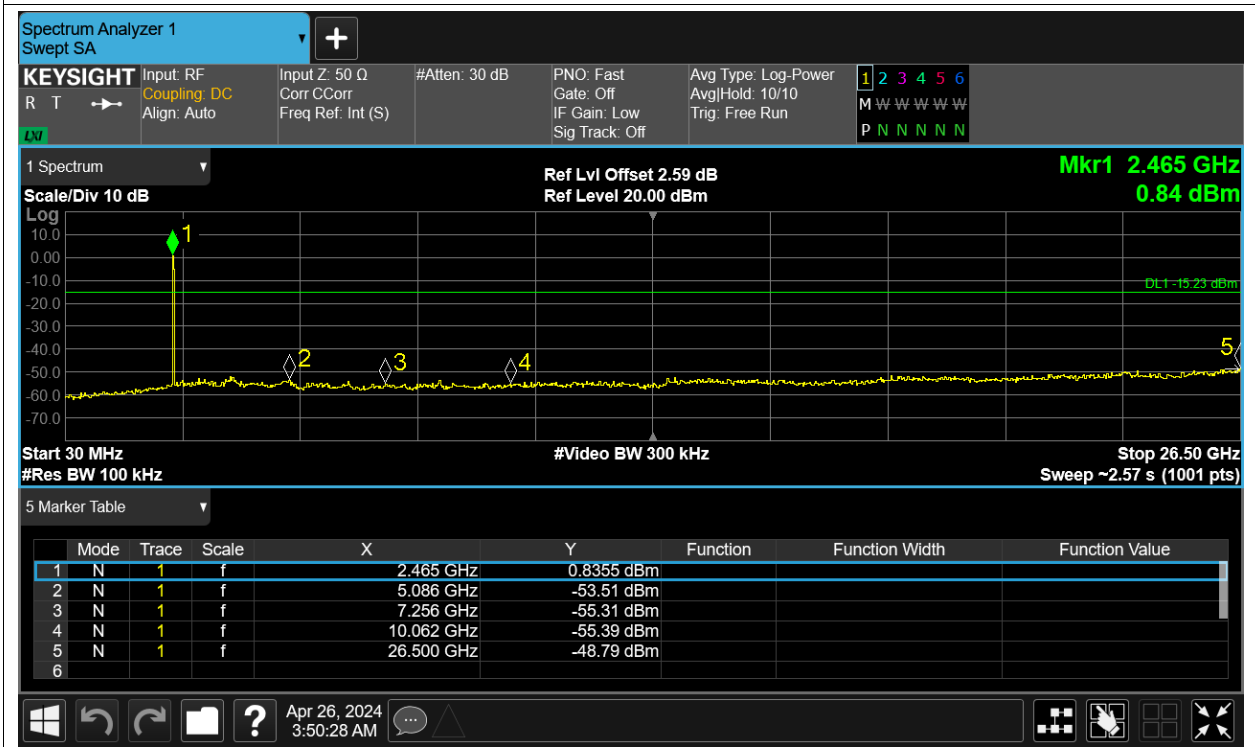 Spectrum Analyzer 1
Swept SA
+
KEYSIGHT Input: RF Input Z: 50 Ω #Atten: 30 dB PNO: Fast Avg Type: Log-Power 1 2 3 4 5 6
R T Coupling: DC Corr CCorr Gate: Off Avg|Hold: 10/10 M W W W W W
Align: Auto Freq Ref: Int (S) IF Gain: Low Trig: Free Run
LXI Sig Track: Off P N N N N N
1 Spectrum Ref Lvl Offset 2.59 dB Mkr1 2.465 GHz
Scale/Div 10 dB Ref Level 20.00 dBm 0.84 dBm
Log
10.0 1
0.00
-10.0 DL1 -15.23 dBm
-20.0
-30.0
-40.0 2 3 4 5
-50.0
-60.0
-70.0
Start 30 MHz #Video BW 300 kHz Stop 26.50 GHz
#Res BW 100 kHz Sweep ~2.57 s (1001 pts)
5 Marker Table
Mode Trace Scale X Y Function Function Width Function Value
1 N 1 f 2.465 GHz 0.8355 dBm
2 N 1 f 5.086 GHz -53.51 dBm
3 N 1 f 7.256 GHz -55.31 dBm
4 N 1 f 10.062 GHz -55.39 dBm
5 N 1 f 26.500 GHz -48.79 dBm
6
? Apr 26, 2024
3:50:28 AM